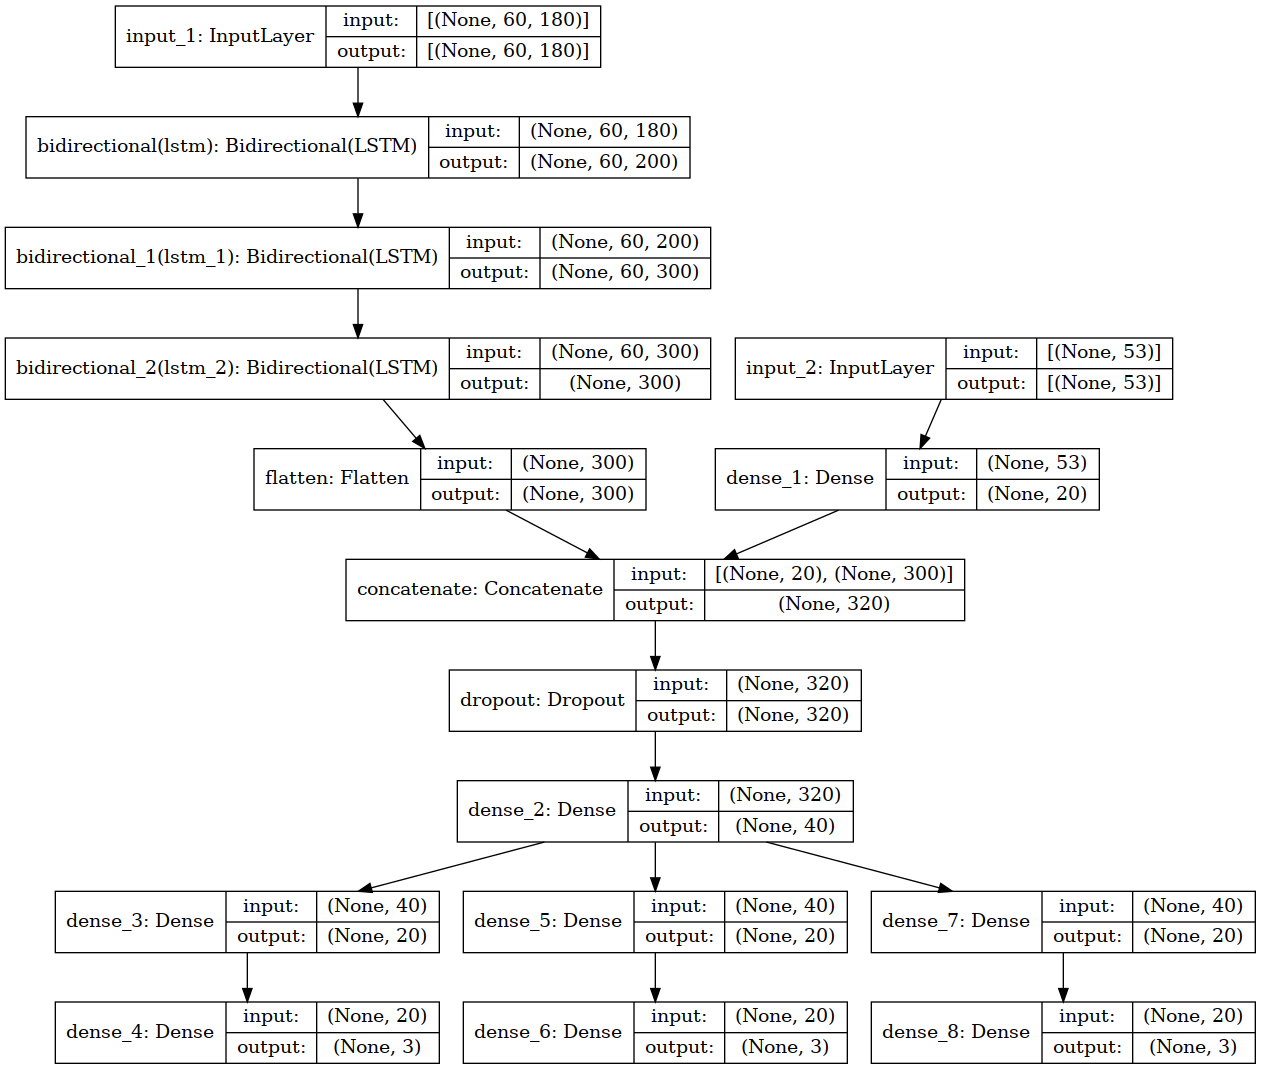 input_1: InputLayer
input:
[(None, 60, 180)]
output:
[(None, 60, 180)]
bidirectional(lstm): Bidirectional(LSTM)
input:
(None, 60, 180)
output:
(None, 60, 200)
bidirectional_1(lstm_1): Bidirectional(LSTM)
input:
(None, 60, 200)
output:
(None, 60, 300)
bidirectional_2(lstm_2): Bidirectional(LSTM)
input:
(None, 60, 300)
output:
(None, 300)
input_2: InputLayer
input:
[(None, 53)]
output:
[(None, 53)]
flatten: Flatten
input:
(None, 300)
output:
(None, 300)
dense_1: Dense
input:
(None, 53)
output:
(None, 20)
concatenate: Concatenate
input:
[(None, 20), (None, 300)]
output:
(None, 320)
dropout: Dropout
input:
(None, 320)
output:
(None, 320)
dense_2: Dense
input:
(None, 320)
output:
(None, 40)
dense_3: Dense
input:
(None, 40)
output:
(None, 20)
dense_5: Dense
input:
(None, 40)
output:
(None, 20)
dense_7: Dense
input:
(None, 40)
output:
(None, 20)
dense_4: Dense
input:
(None, 20)
output:
(None, 3)
dense_6: Dense
input:
(None, 20)
output:
(None, 3)
dense_8: Dense
input:
(None, 20)
output:
(None, 3)